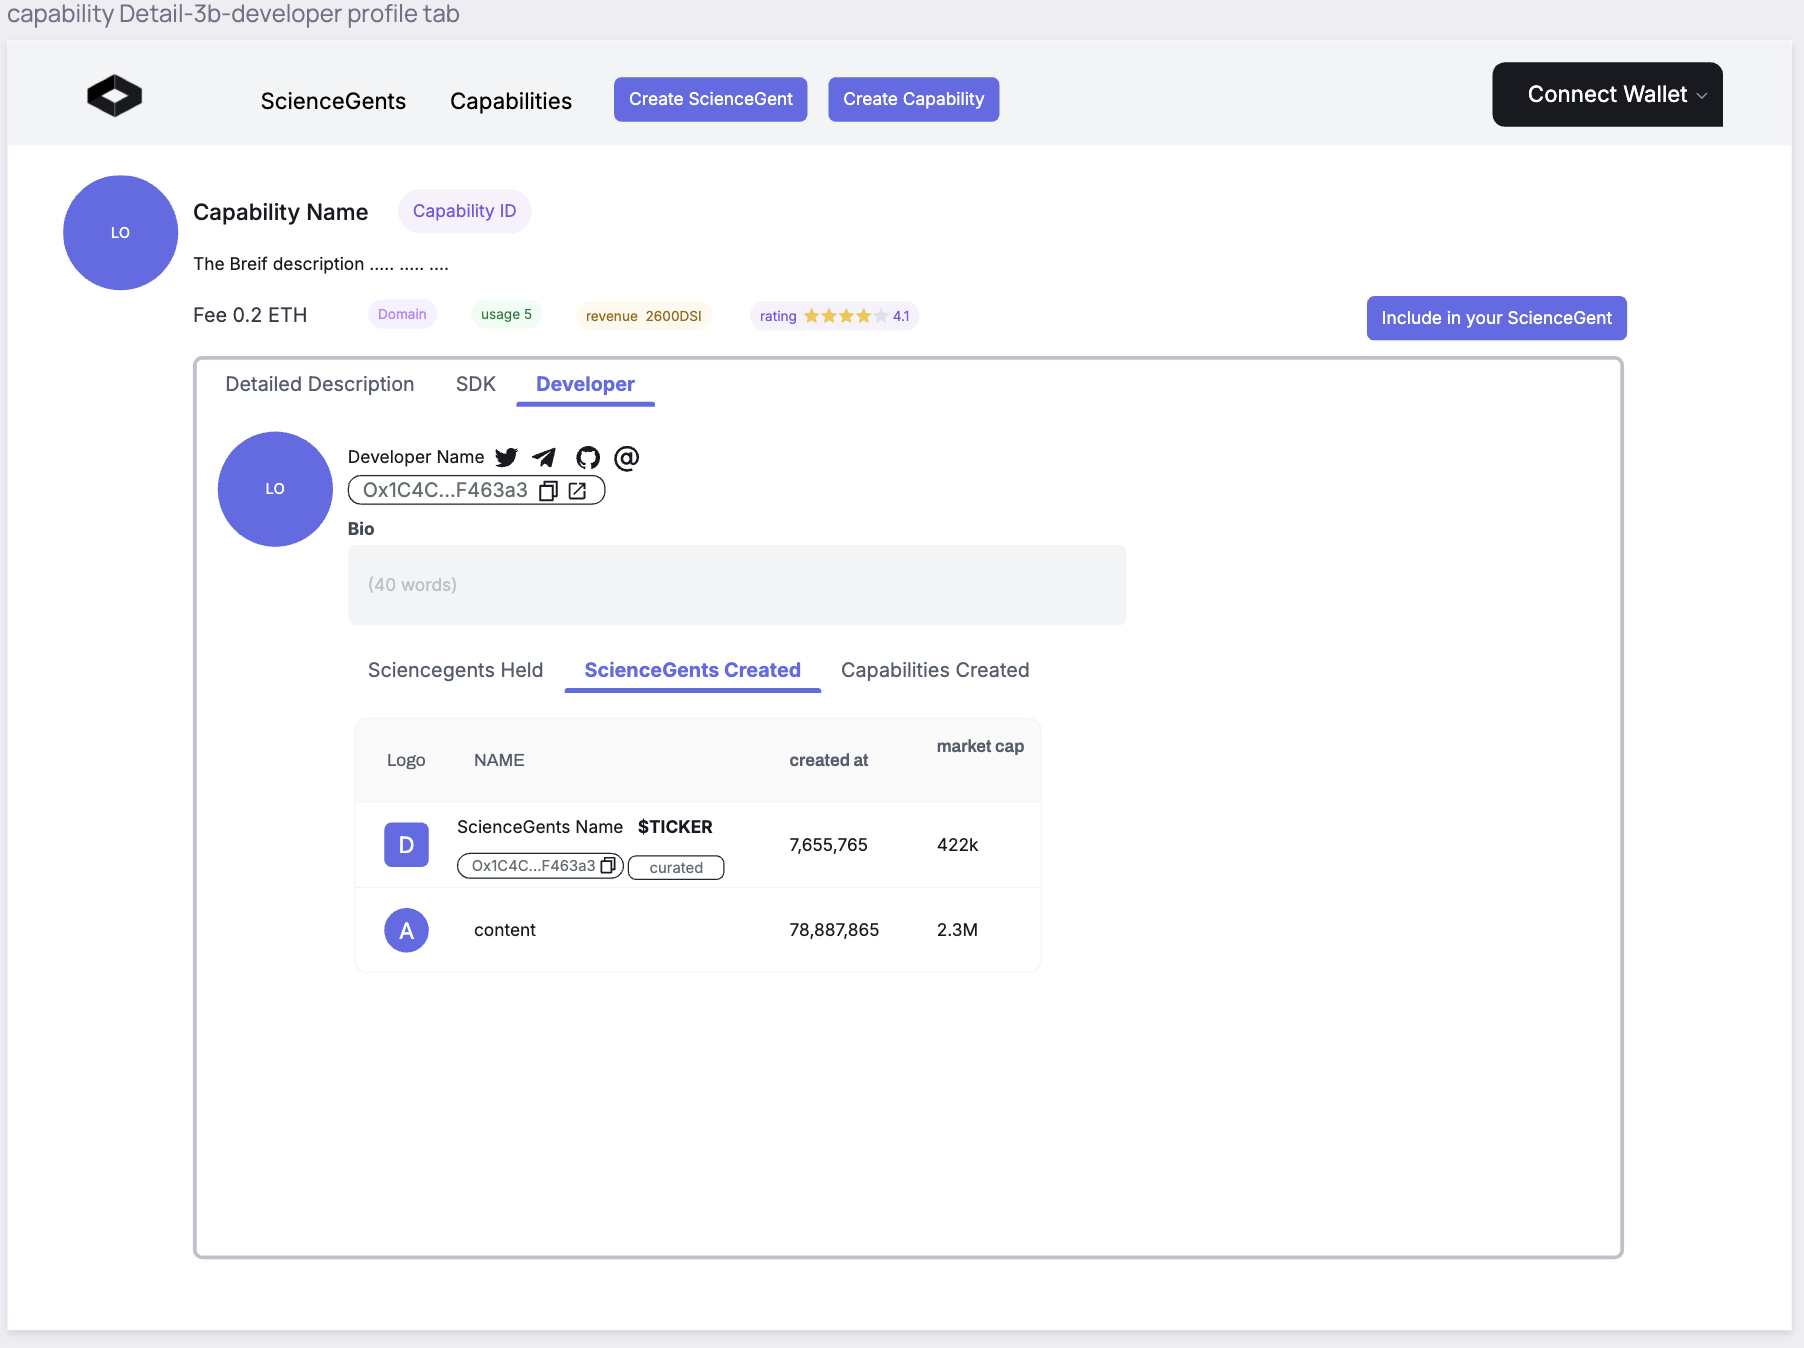 capability Detail-3b-developer profile tab
ScienceGents Capabilities Create ScienceGent Create Capability Connect Wallet
LO
Capability Name Capability ID
The Breif description ..... ..... ....
Fee 0.2 ETH Domain usage 5 revenue 2600DSI rating 4.1 Include in your ScienceGent
Detailed Description SDK Developer
LO
Developer Name
Ox1C4C...F463a3
Bio
(40 words)
Sciencegents Held ScienceGents Created Capabilities Created
Logo NAME created at market cap
D ScienceGents Name $TICKER 7,655,765 422k
Ox1C4C...F463a3 curated
A content 78,887,865 2.3M